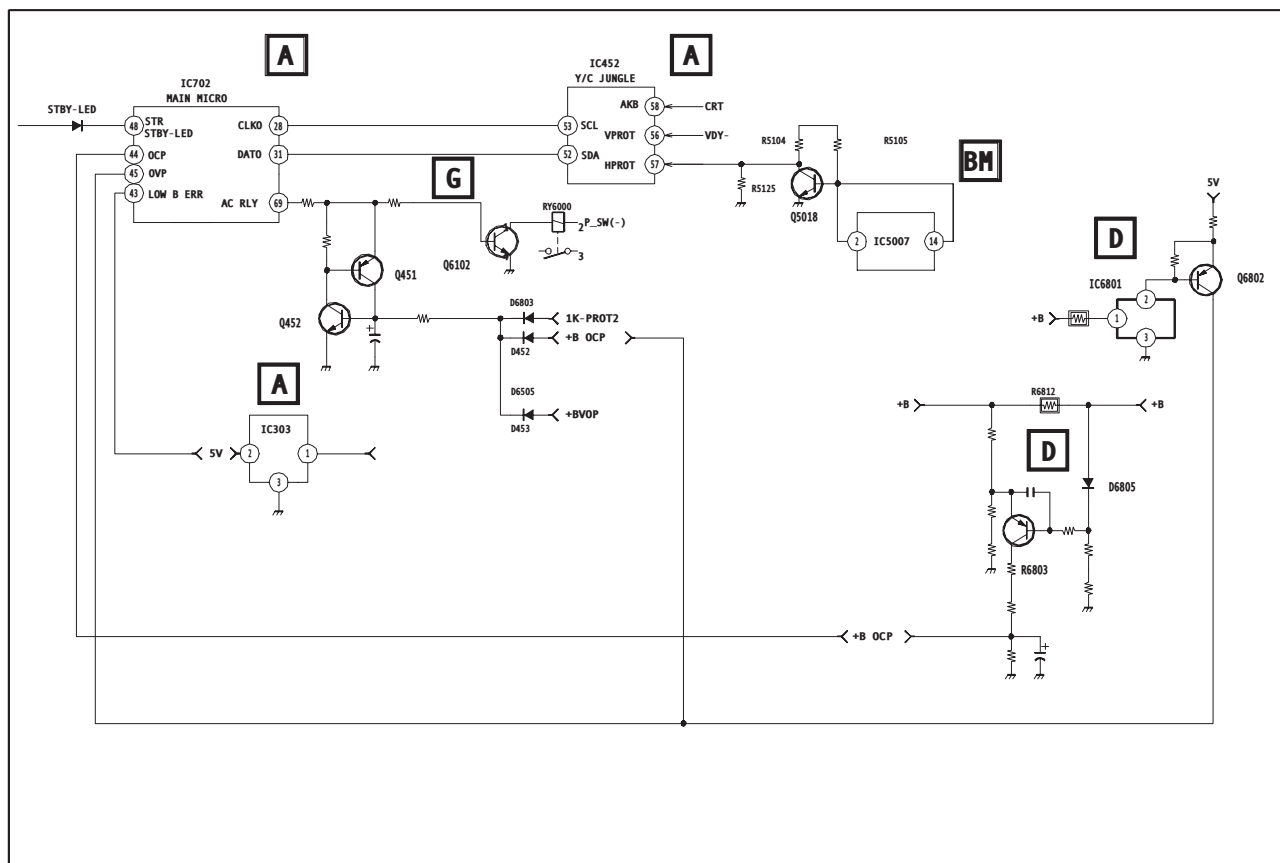 A
A
IC702
MAIN MICRO
IC452
Y/C JUNGLE
STBY-LED
48
STR
STBY-LED
CLKO
28
53
SCL
AKB
58
CRT
44
OCP
DATO
31
52
SDA
VPROT
56
VDY-
HPROT
57
45
OVP
43
LOW B ERR
AC RLY
69
G
R5104
R5105
R5125
Q5018
BM
2
IC5007
14
RY6000
2
P_SW(-)
3
Q6102
Q451
Q452
5V
D
IC6801
2
Q6802
+B
1
3
D6803
1K-PROT2
+B OCP
D452
D6505
+BVOP
D453
A
IC303
5V
2
1
3
+B
R6812
+B
D
D6805
R6803
+B OCP
+
+